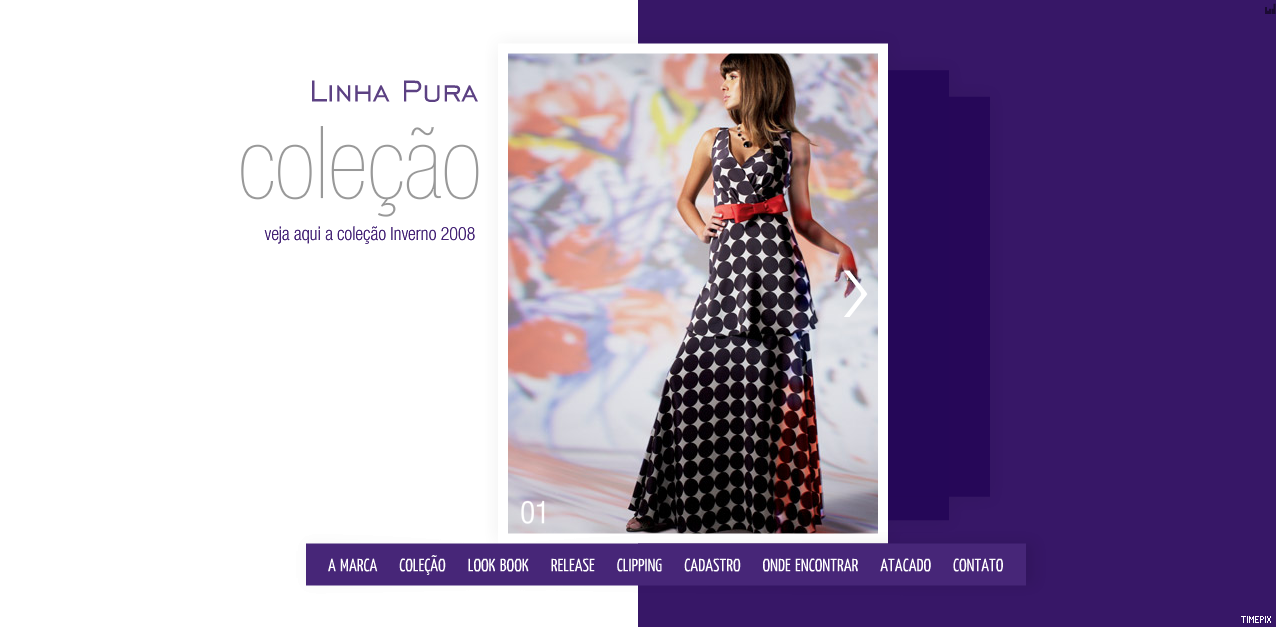 LINHA PURA
coleção
veja aqui a coleção Inverno 2008
01
A MARCA COLEÇÃO LOOK BOOK RELEASE CLIPPING CADASTRO ONDE ENCONTRAR ATACADO CONTATO
TIMEPIX